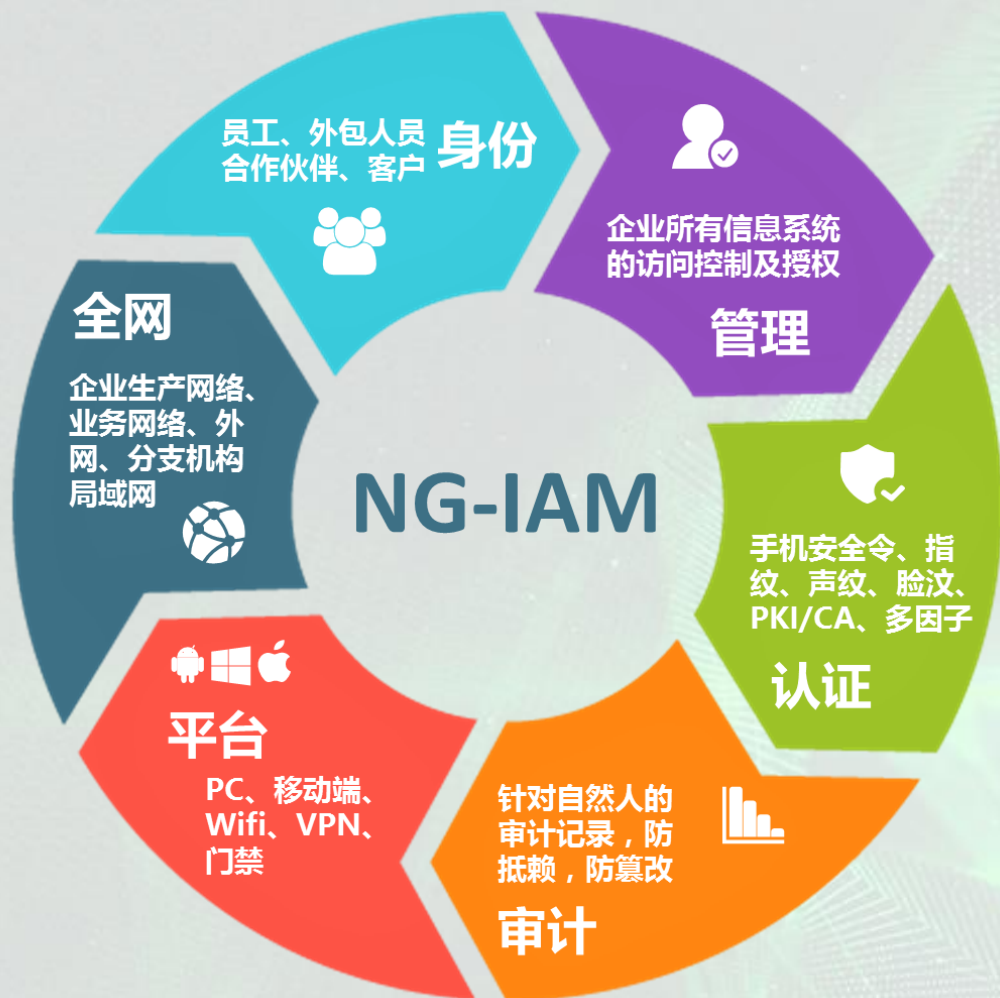 员工、外包人员
合作伙伴、客户
身份
企业所有信息系统
的访问控制及授权
管理
手机安全令、指
纹、声纹、脸汶、
PKI/CA、多因子
认证
针对自然人的
审计记录，防
抵赖，防篡改
审计
平台
PC、移动端、
Wifi、VPN、
门禁
全网
企业生产网络、
业务网络、外
网、分支机构
局域网
NG-IAM